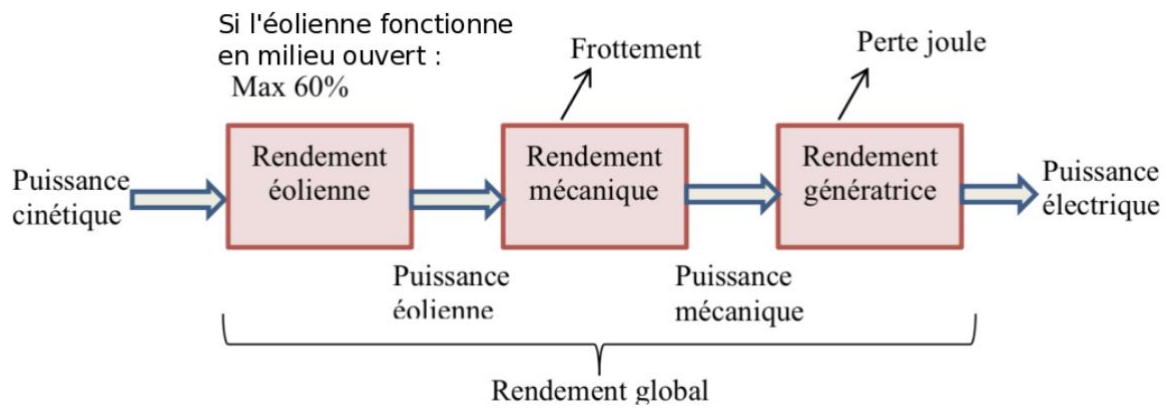 Si l'éolienne fonctionne
en milieu ouvert :
Max 60%
Frottement
Perte joule
Puissance
cinétique
Rendement
éolienne
Rendement
mécanique
Rendement
génératrice
Puissance
électrique
Puissance
éolienne
Puissance
mécanique
Rendement global